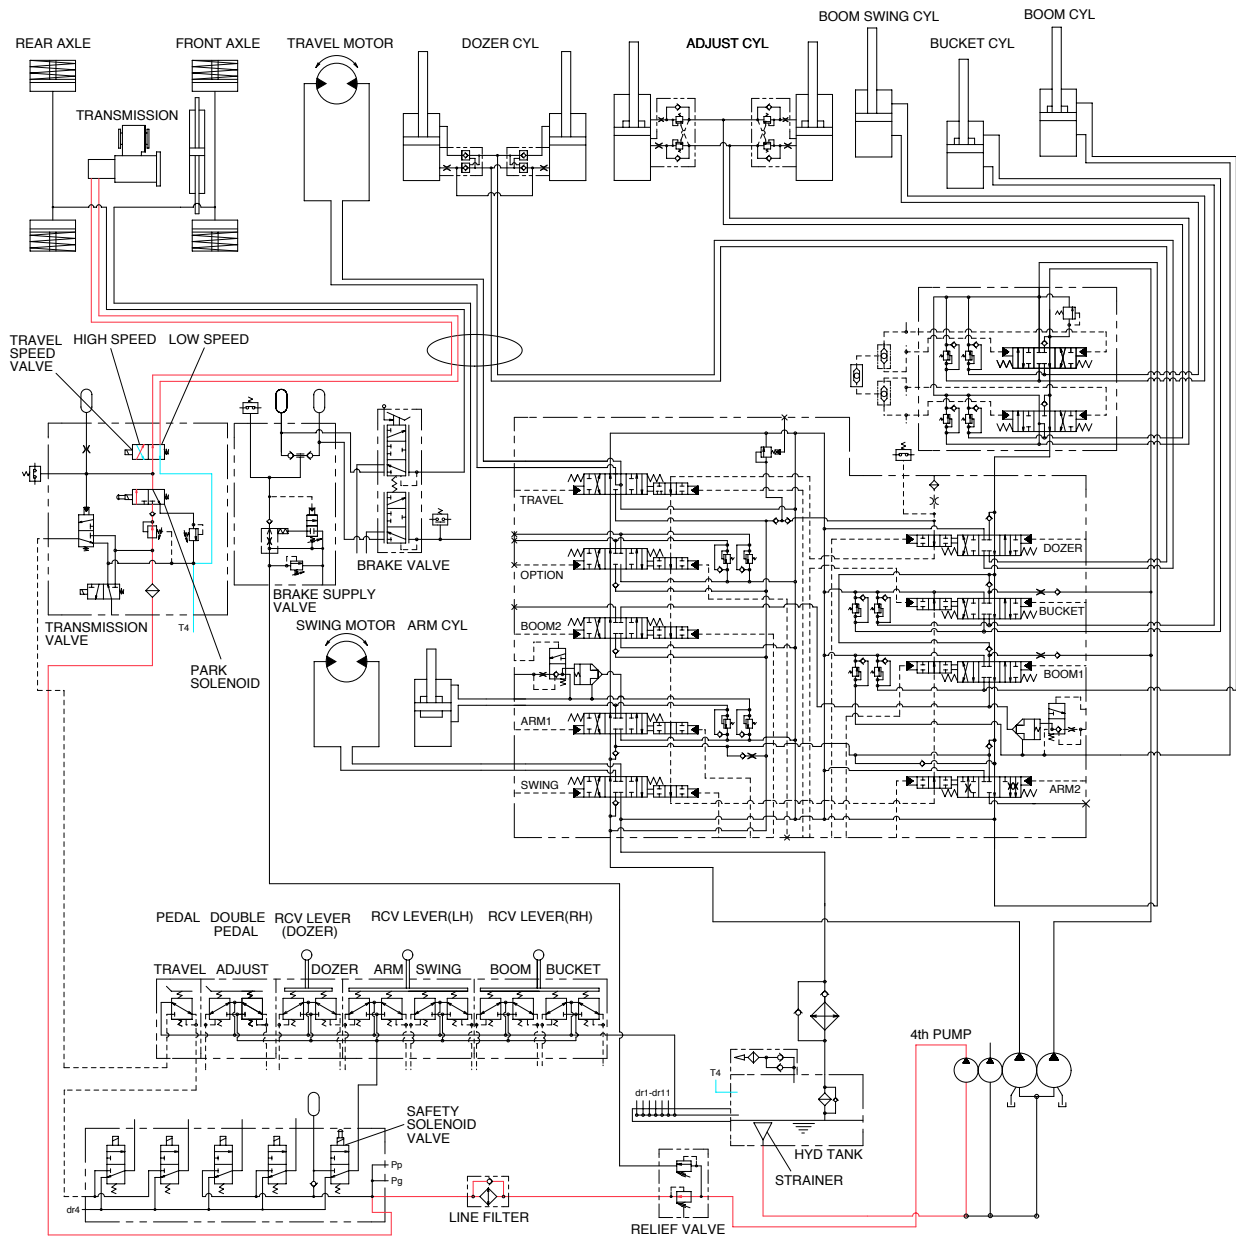 BOOM SWING CYL
BOOM CYL
REAR AXLE
FRONT AXLE
TRAVEL MOTOR
DOZER CYL
ADJUST CYL
BUCKET CYL
TRANSMISSION
TRAVEL
SPEED
VALVE
HIGH SPEED
LOW SPEED
TRAVEL
DOZER
BRAKE VALVE
OPTION
BRAKE SUPPLY
VALVE
BUCKET
TRANSMISSION
VALVE
T4
SWING MOTOR
ARM CYL
BOOM2
PARK
SOLENOID
BOOM1
ARM1
SWING
ARM2
PEDAL
DOUBLE
PEDAL
RCV LEVER
(DOZER)
RCV LEVER(LH)
RCV LEVER(RH)
TRAVEL
ADJUST
DOZER
ARM
SWING
BOOM
BUCKET
4th PUMP
T4
dr1-dr11
SAFETY
SOLENOID
VALVE
HYD TANK
Pp
Pg
STRAINER
dr4
LINE FILTER
RELIEF VALVE